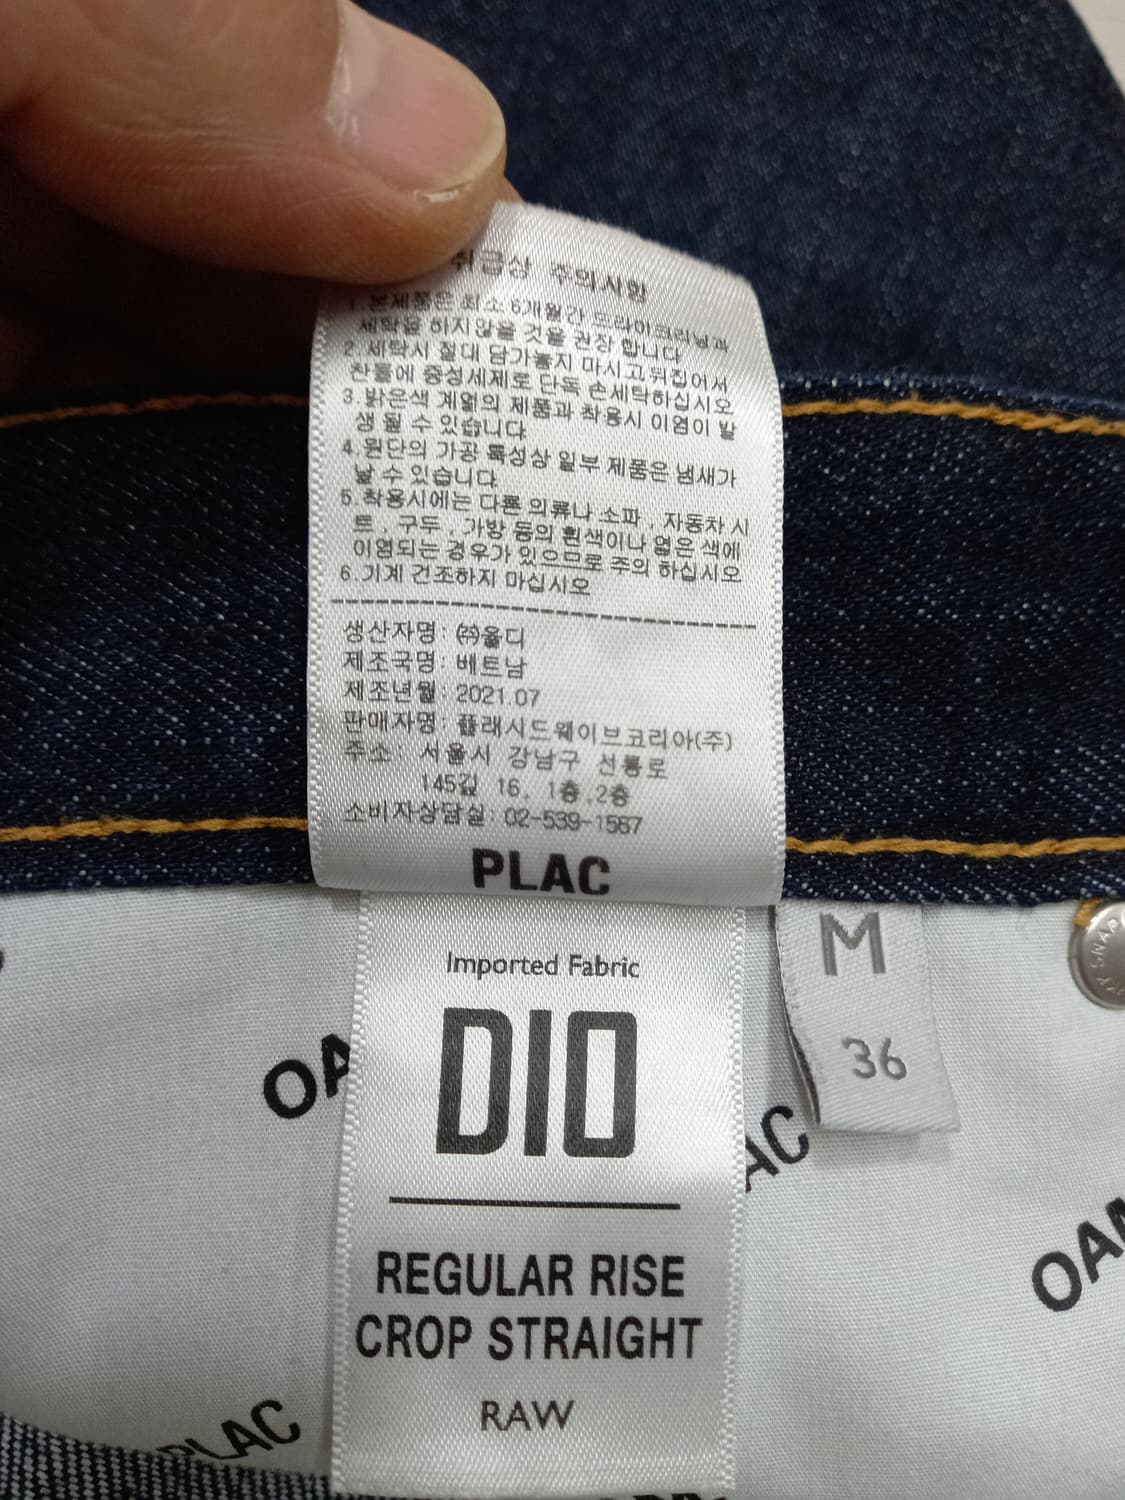 취급상 주의사항
1. 본제품은 최소 6개월간 드라이크리닝과
세탁을 하지않을 것을 권장 합니다
2. 세탁시 절대 담가놓지 마시고뒤집어서
찬물에 중성세제로 단독 손세탁하십시오
3. 밝은색 계열의 제품과 착용시 이염이 발
생 될 수 있습니다
4. 원단의 가공 특성상 일부 제품은 냄새가
날 수 있습니다
5. 착용시에는 다른 의류나 소파 , 자동차 시
트 , 구두 , 가방 등의 흰색이나 엷은 색에
이염되는 경우가 있으므로 주의 하십시오
6.기계 건조하지 마십시오
생산자명: ㈜올디
제조국명: 베트남
제조년월: 2021.07
판매자명: 플래시드웨이브코리아(주)
주소 : 서울시 강남구 선릉로
145길 16, 1층,2층
소비자상담실: 02-539-1567
PLAC
Imported Fabric
DIO
REGULAR RISE
CROP STRAIGHT
RAW
M
36
OA
AC
OA
PLAC